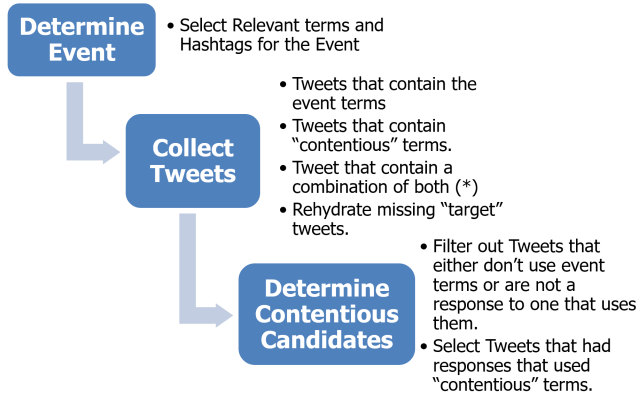 Determine
Event
• Select Relevant terms and
Hashtags for the Event
Collect
Tweets
• Tweets that contain the
event terms
• Tweets that contain
“contentious” terms.
• Tweet that contain a
combination of both (*)
• Rehydrate missing “target”
tweets.
Determine
Contentious
Candidates
• Filter out Tweets that
either don’t use event
terms or are not a
response to one that uses
them.
• Select Tweets that had
responses that used
“contentious” terms.